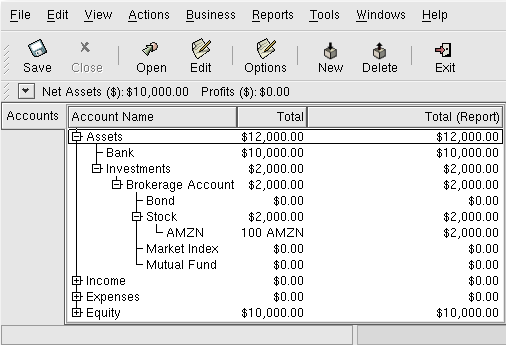 File Edit View Actions Business Reports Tools Windows Help
Save Close Open Edit Options New Delete Exit
Net Assets ($): $10,000.00 Profits ($): $0.00
Accounts Account Name Total Total (Report)
Assets $12,000.00 $12,000.00
Bank $10,000.00 $10,000.00
Investments $2,000.00 $2,000.00
Brokerage Account $2,000.00 $2,000.00
Bond $0.00 $0.00
Stock $2,000.00 $2,000.00
AMZN 100 AMZN $2,000.00
Market Index $0.00 $0.00
Mutual Fund $0.00 $0.00
Income $0.00 $0.00
Expenses $0.00 $0.00
Equity $10,000.00 $10,000.00